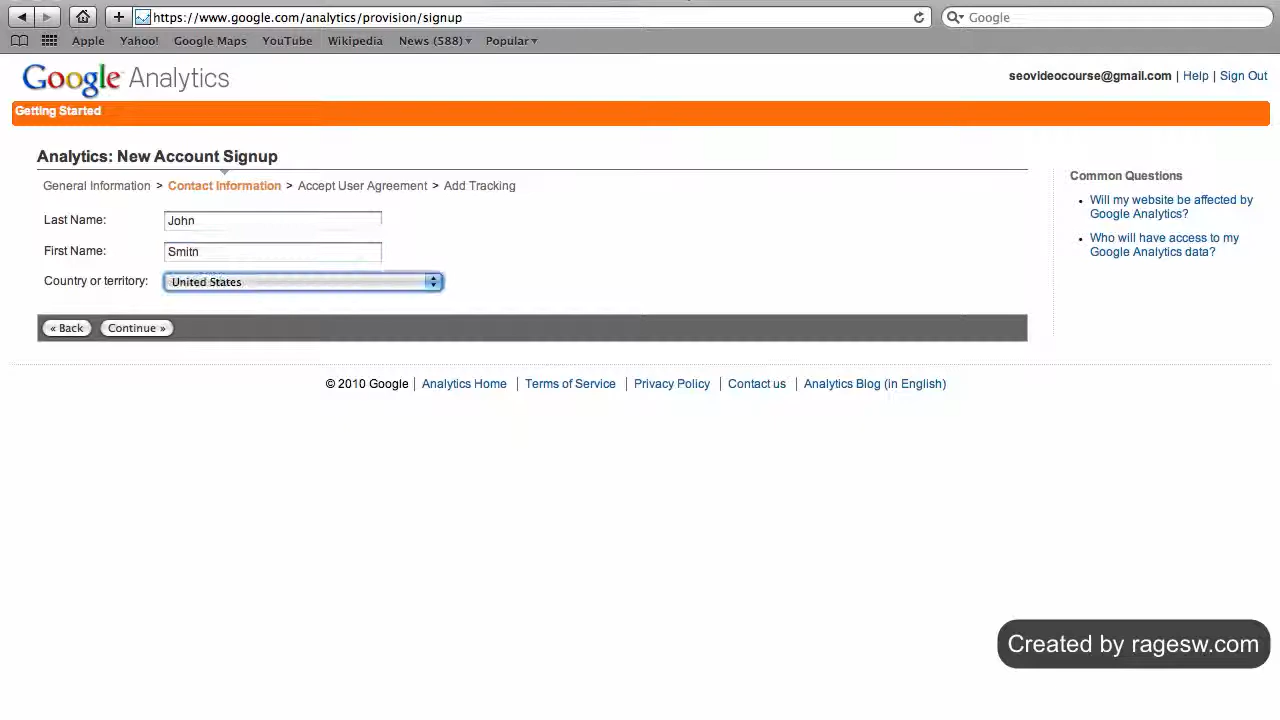 https://www.google.com/analytics/provision/signup
Google
Apple Yahoo! Google Maps YouTube Wikipedia News (588) Popular
Google Analytics
seovideocourse@gmail.com | Help | Sign Out
Getting Started
Analytics: New Account Signup
General Information > Contact Information > Accept User Agreement > Add Tracking
Last Name: John
First Name: Smitn
Country or territory: United States
« Back Continue »
Common Questions
• Will my website be affected by
Google Analytics?
• Who will have access to my
Google Analytics data?
© 2010 Google | Analytics Home | Terms of Service | Privacy Policy | Contact us | Analytics Blog (in English)
Created by ragesw.com